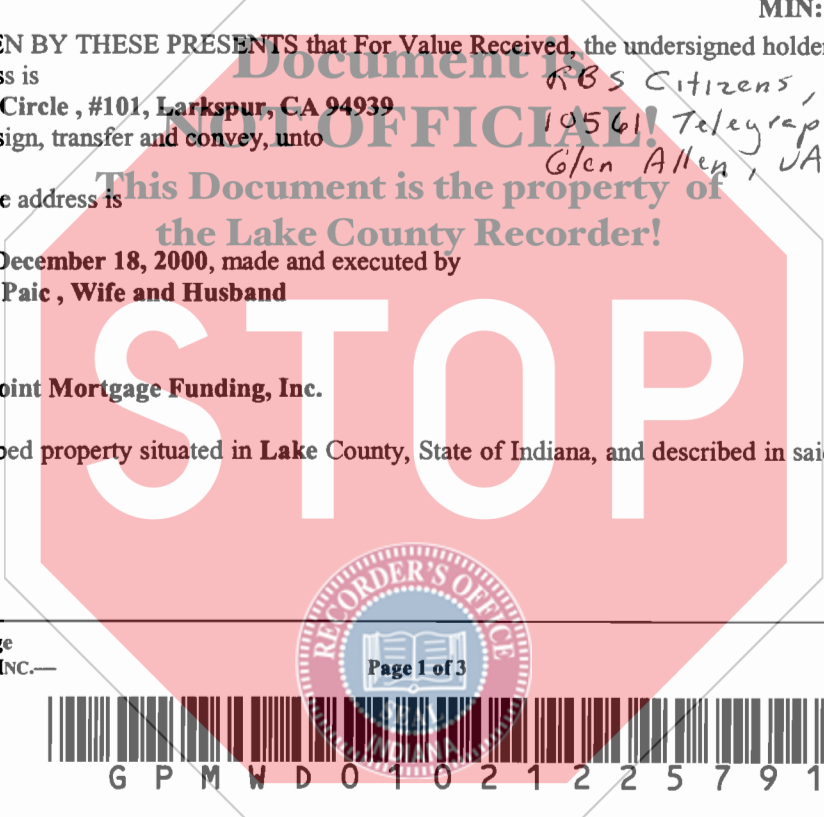 MIN:
EN BY THESE PRESENTS that For Value Received, the undersigned holder
ss is
Circle , #101, Larkspur, CA 94939
sign, transfer and convey, unto
RBS Citizens,
10561 Telegrap
Glen Allen, VA
e address is
December 18, 2000, made and executed by
Paic , Wife and Husband
oint Mortgage Funding, Inc.
bed property situated in Lake County, State of Indiana, and described in said
Document is
NOT OFFICIAL!
This Document is the property of
the Lake County Recorder!
STOP
RECORDER'S OFFICE
SEAL
INDIANA
ge
INC.—
Page 1 of 3
GPMWD01021225791